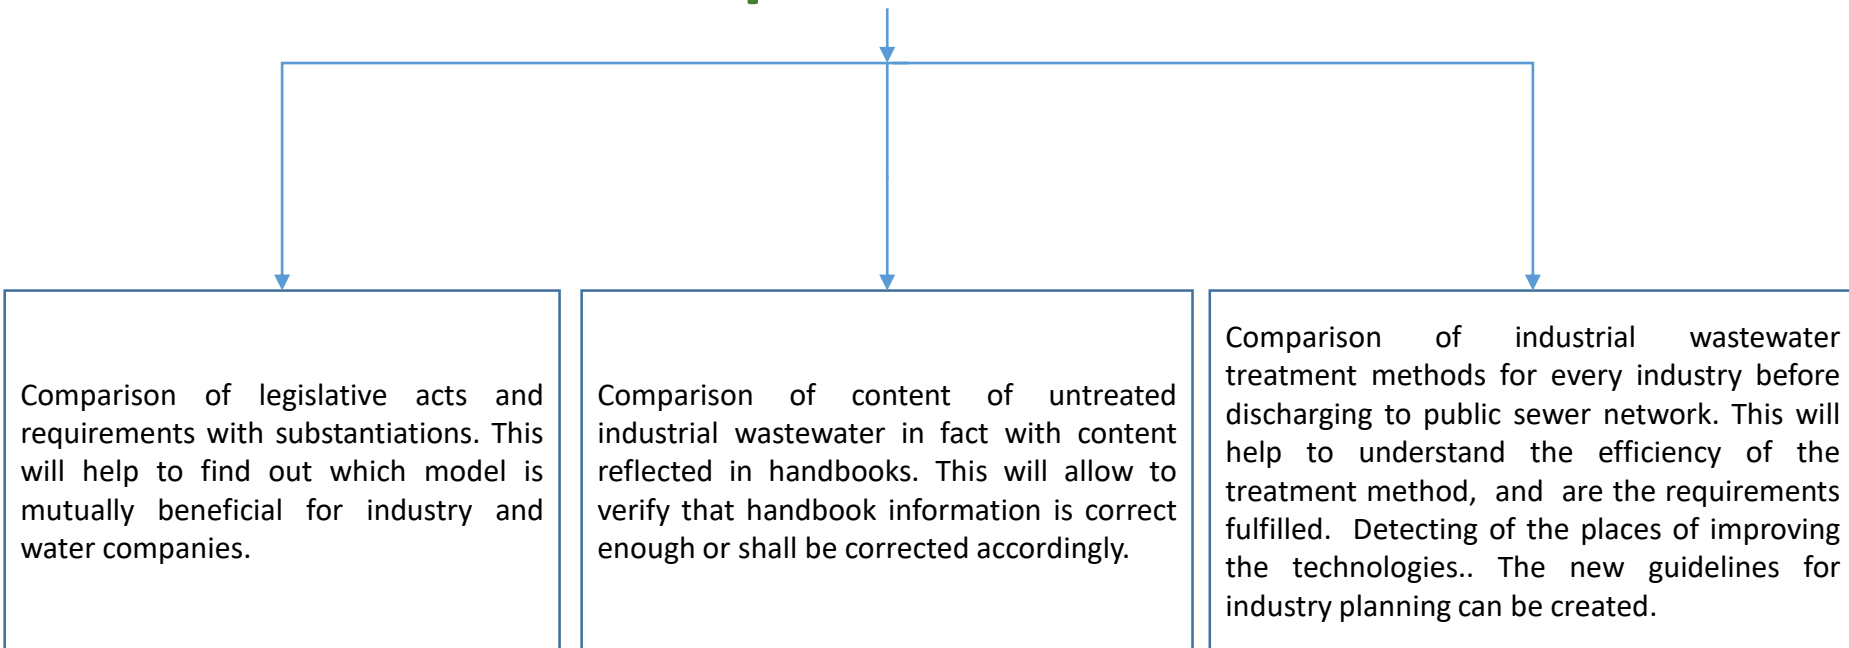 Comparison of legislative acts and
requirements with substantiations. This
will help to find out which model is
mutually beneficial for industry and
water companies.
Comparison of content of untreated
industrial wastewater in fact with content
reflected in handbooks. This will allow to
verify that handbook information is correct
enough or shall be corrected accordingly.
Comparison of industrial wastewater
treatment methods for every industry before
discharging to public sewer network. This will
help to understand the efficiency of the
treatment method, and are the requirements
fulfilled. Detecting of the places of improving
the technologies.. The new guidelines for
industry planning can be created.